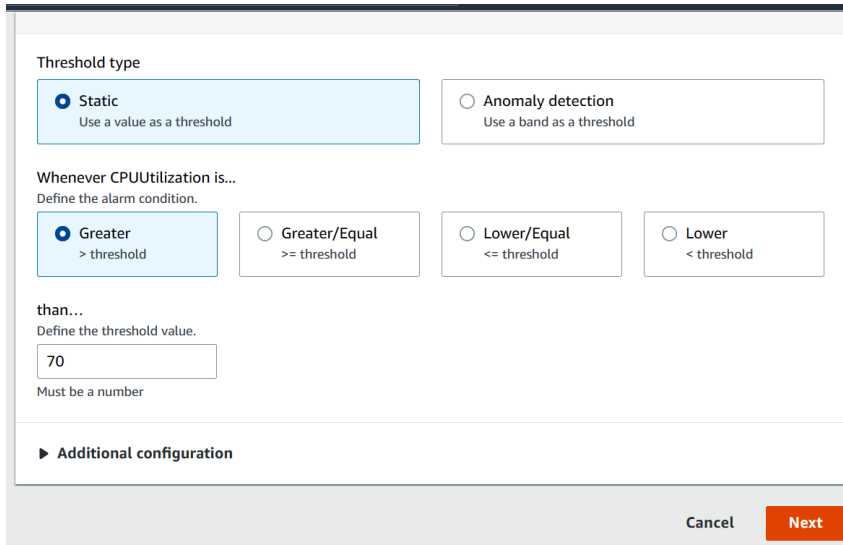 Threshold type
Static
Use a value as a threshold
Anomaly detection
Use a band as a threshold
Whenever CPUUtilization is...
Define the alarm condition.
Greater
> threshold
Greater/Equal
>= threshold
Lower/Equal
<= threshold
Lower
< threshold
than...
Define the threshold value.
70
Must be a number
Additional configuration
Cancel
Next